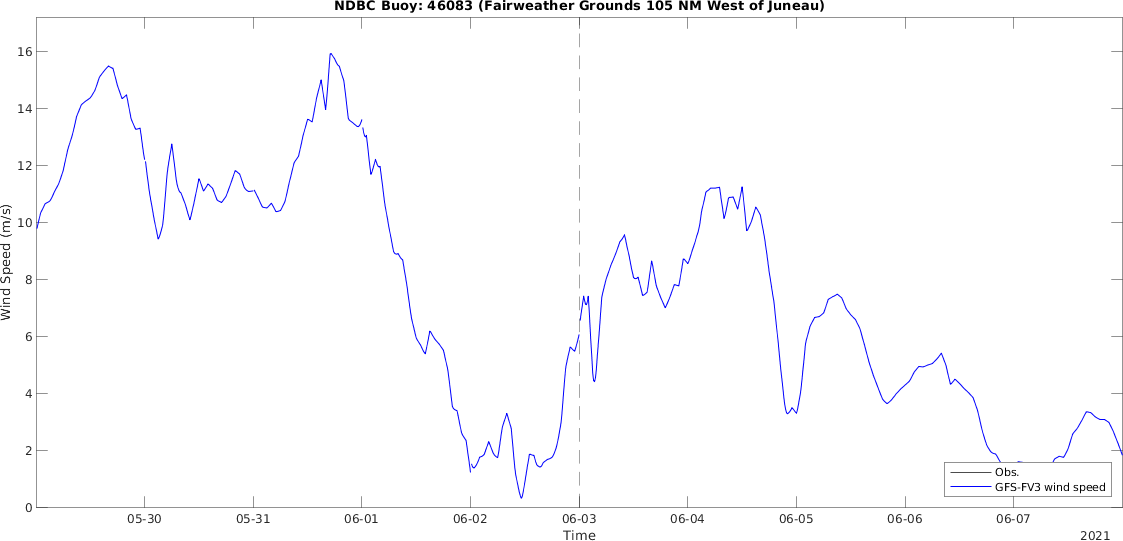 NDBC Buoy: 46083 (Fairweather Grounds 105 NM West of Juneau)
16
14
12
10
8
6
4
2
0
Wind Speed (m/s)
Obs.
GFS-FV3 wind speed
05-30 05-31 06-01 06-02 06-03 06-04 06-05 06-06 06-07
Time
2021